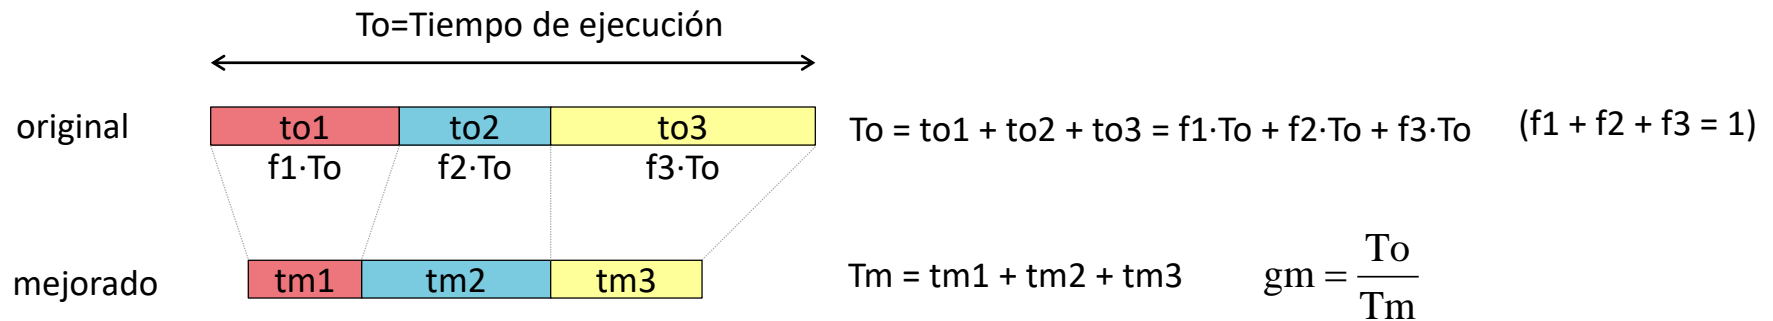 To=Tiempo de ejecución
original to1 to2 to3 To = to1 + to2 + to3 = f1·To + f2·To + f3·To (f1 + f2 + f3 = 1)
f1·To f2·To f3·To
mejorado tm1 tm2 tm3 Tm = tm1 + tm2 + tm3 gm = To/Tm